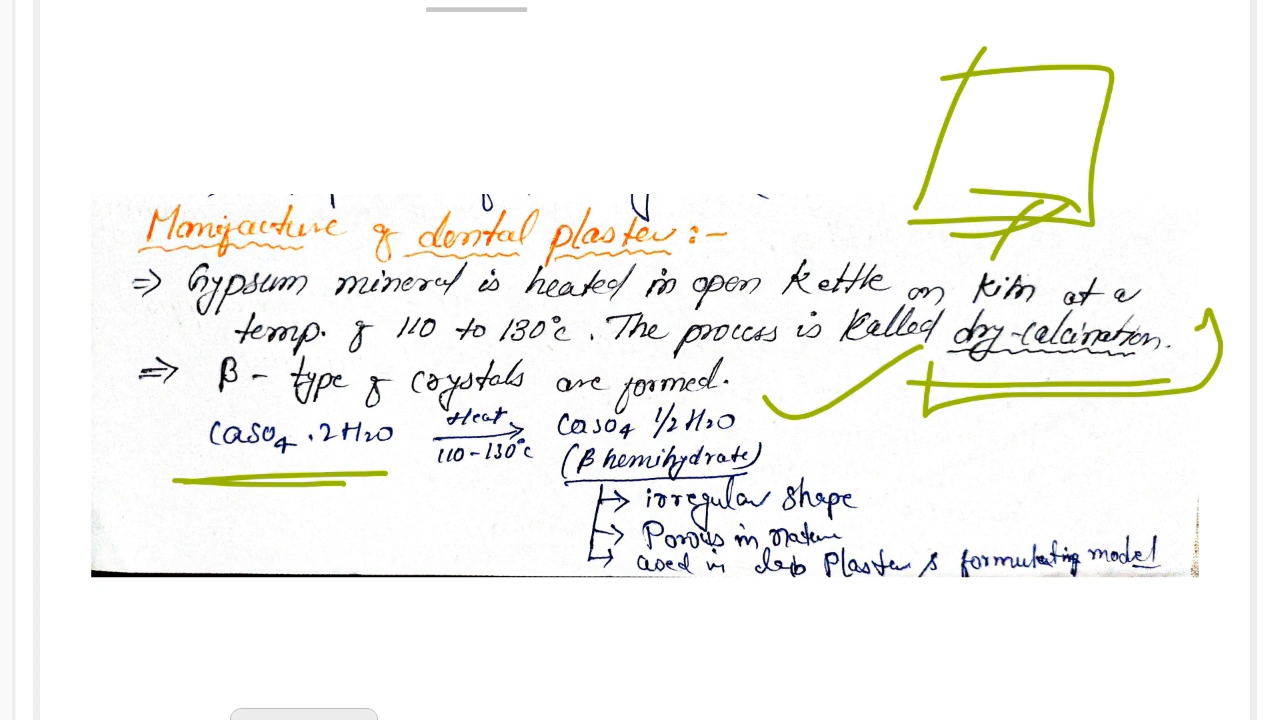 Manufacture of dental plaster :-
⇒ Gypsum mineral is heated in open kettle on kiln at a
temp. of 110 to 130°c. The process is Kalled dry-calcination.
⇒ β - type of crystals are formed.
CaSO4 . 2H2O Heat 110-130°c → CaSO4 1/2 H2O
(β hemihydrate)
→ irregular shape
→ Porous in nature
→ used in lab Plaster & formulating model